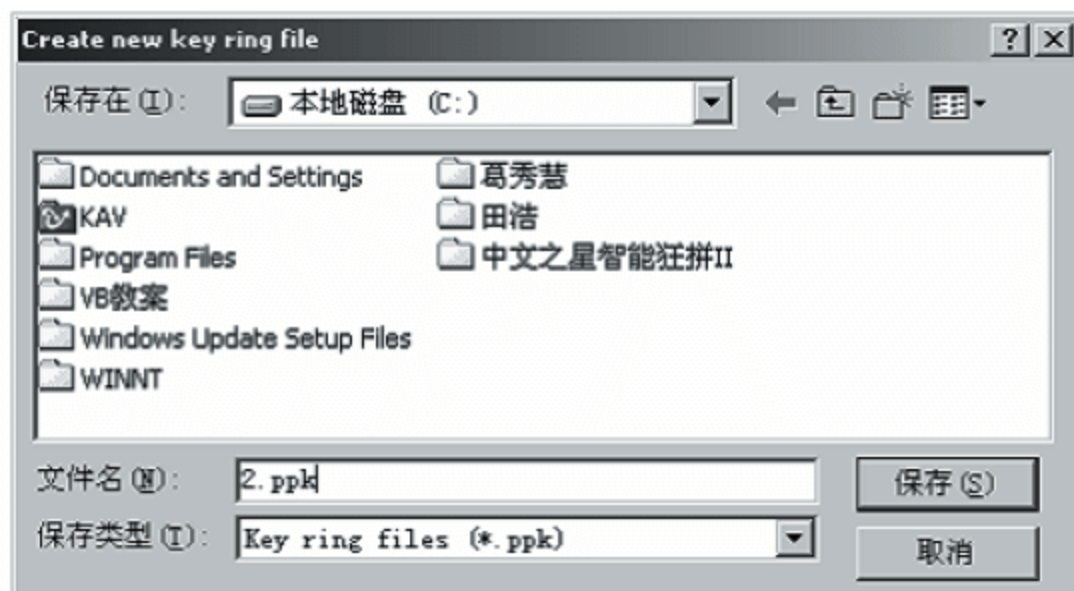 Create new key ring file
保存在(I):
本地磁盘 (C:)
Documents and Settings
KAV
Program Files
VB教案
Windows Update Setup Files
WINNT
葛秀慧
田浩
中文之星智能狂拼II
文件名(N):
2.ppk
保存(S)
保存类型(T):
Key ring files (*.ppk)
取消